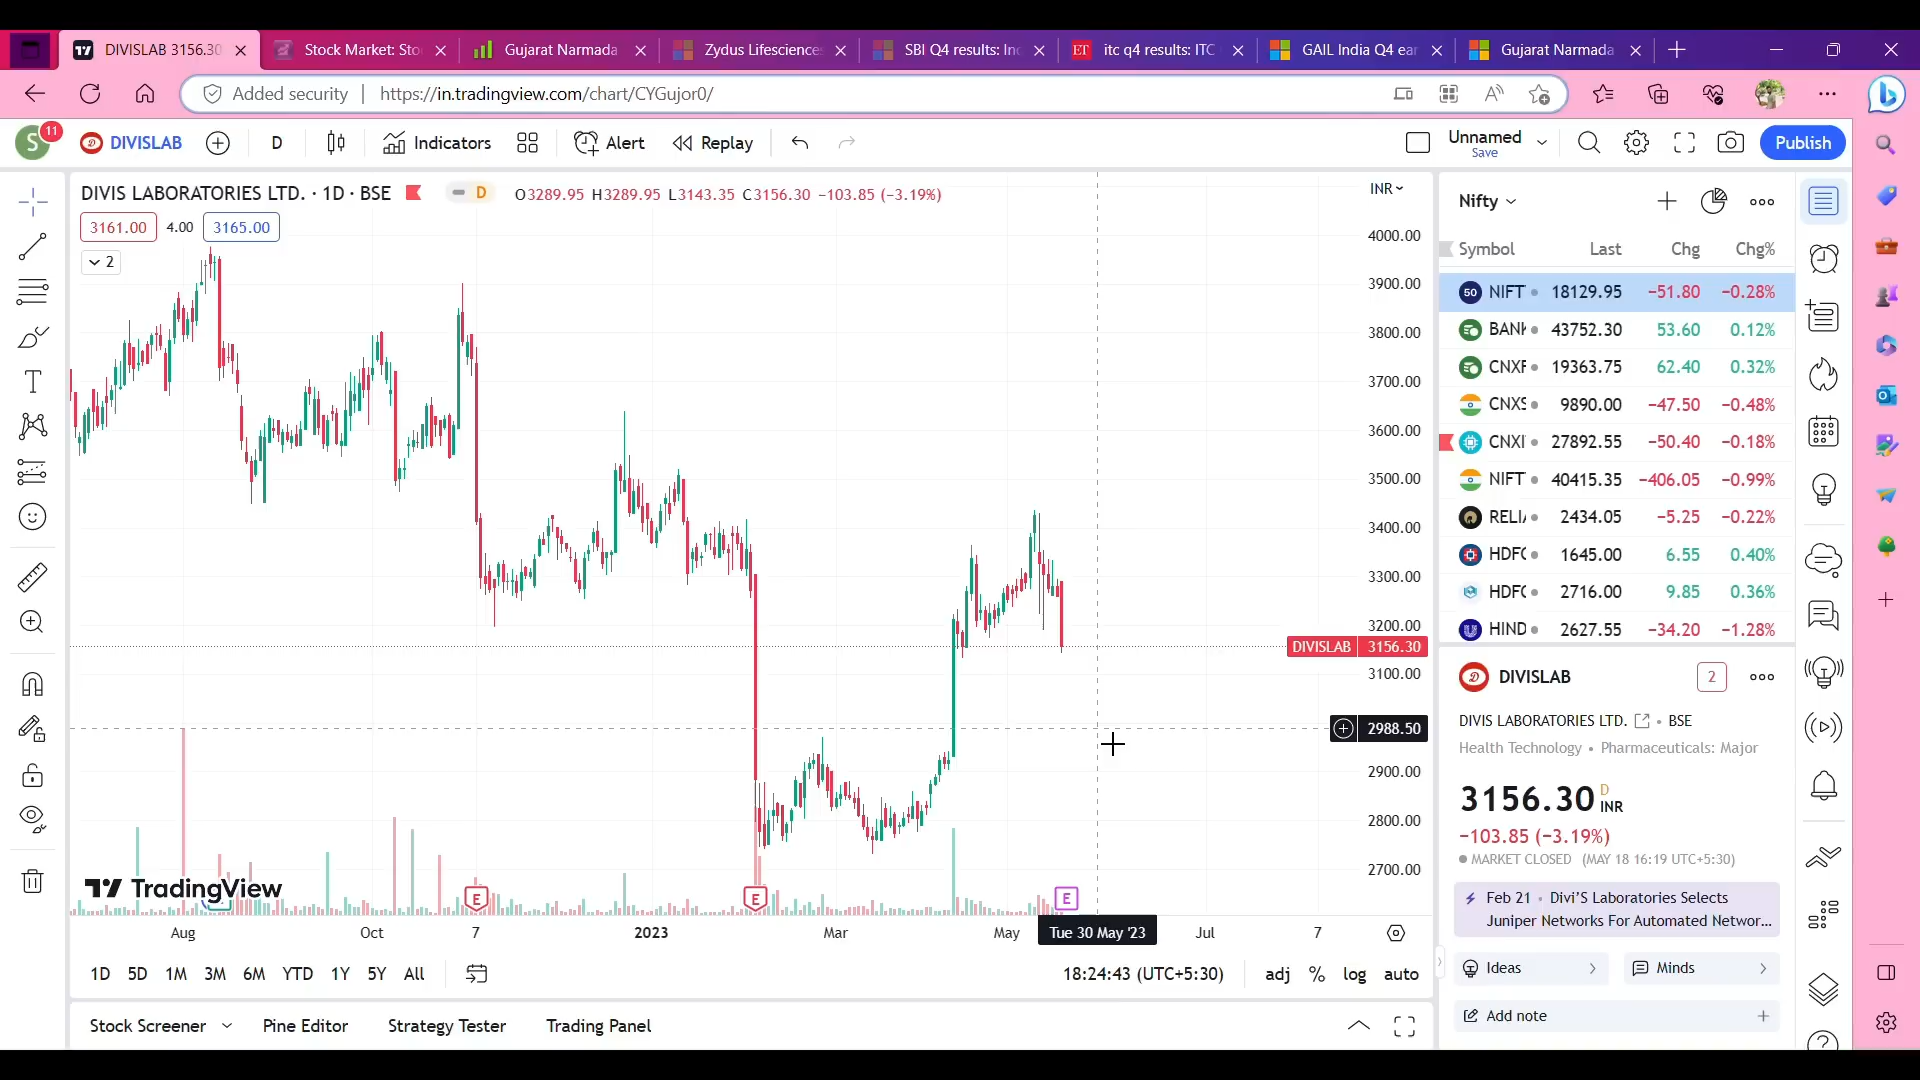 DIVISLAB 3156.30
Stock Market: Sto
Gujarat Narmada
Zydus Lifesciences
SBI Q4 results: In
ET
itc q4 results: ITC
GAIL India Q4 ear
Gujarat Narmada
Added security
https://in.tradingview.com/chart/CYGujor0/
S
11
DIVISLAB
D
Indicators
Alert
Replay
Unnamed
Save
Publish
DIVIS LABORATORIES LTD. · 1D · BSE
D
O3289.95 H3289.95 L3143.35 C3156.30 −103.85 (−3.19%)
3161.00 4.00 3165.00
2
INR
4000.00
3900.00
3800.00
3700.00
3600.00
3500.00
3400.00
3300.00
3200.00
DIVISLAB 3156.30
3100.00
2988.50
2900.00
2800.00
2700.00
TradingView
E
E
E
Aug
Oct
7
2023
Mar
May
Tue 30 May '23
Jul
7
1D 5D 1M 3M 6M YTD 1Y 5Y All
18:24:43 (UTC+5:30)
adj % log auto
Stock Screener
Pine Editor
Strategy Tester
Trading Panel
Nifty
Symbol Last Chg Chg%
50 NIFT 18129.95 −51.80 −0.28%
BANK 43752.30 53.60 0.12%
CNXF 19363.75 62.40 0.32%
CNXS 9890.00 −47.50 −0.48%
CNXI 27892.55 −50.40 −0.18%
NIFT 40415.35 −406.05 −0.99%
RELI 2434.05 −5.25 −0.22%
HDFC 1645.00 6.55 0.40%
HDFC 2716.00 9.85 0.36%
HIND 2627.55 −34.20 −1.28%
DIVISLAB
2
DIVIS LABORATORIES LTD. • BSE
Health Technology • Pharmaceuticals: Major
3156.30 D INR
−103.85 (−3.19%)
MARKET CLOSED (MAY 18 16:19 UTC+5:30)
Feb 21 · Divi'S Laboratories Selects
Juniper Networks For Automated Networ...
Ideas
Minds
Add note